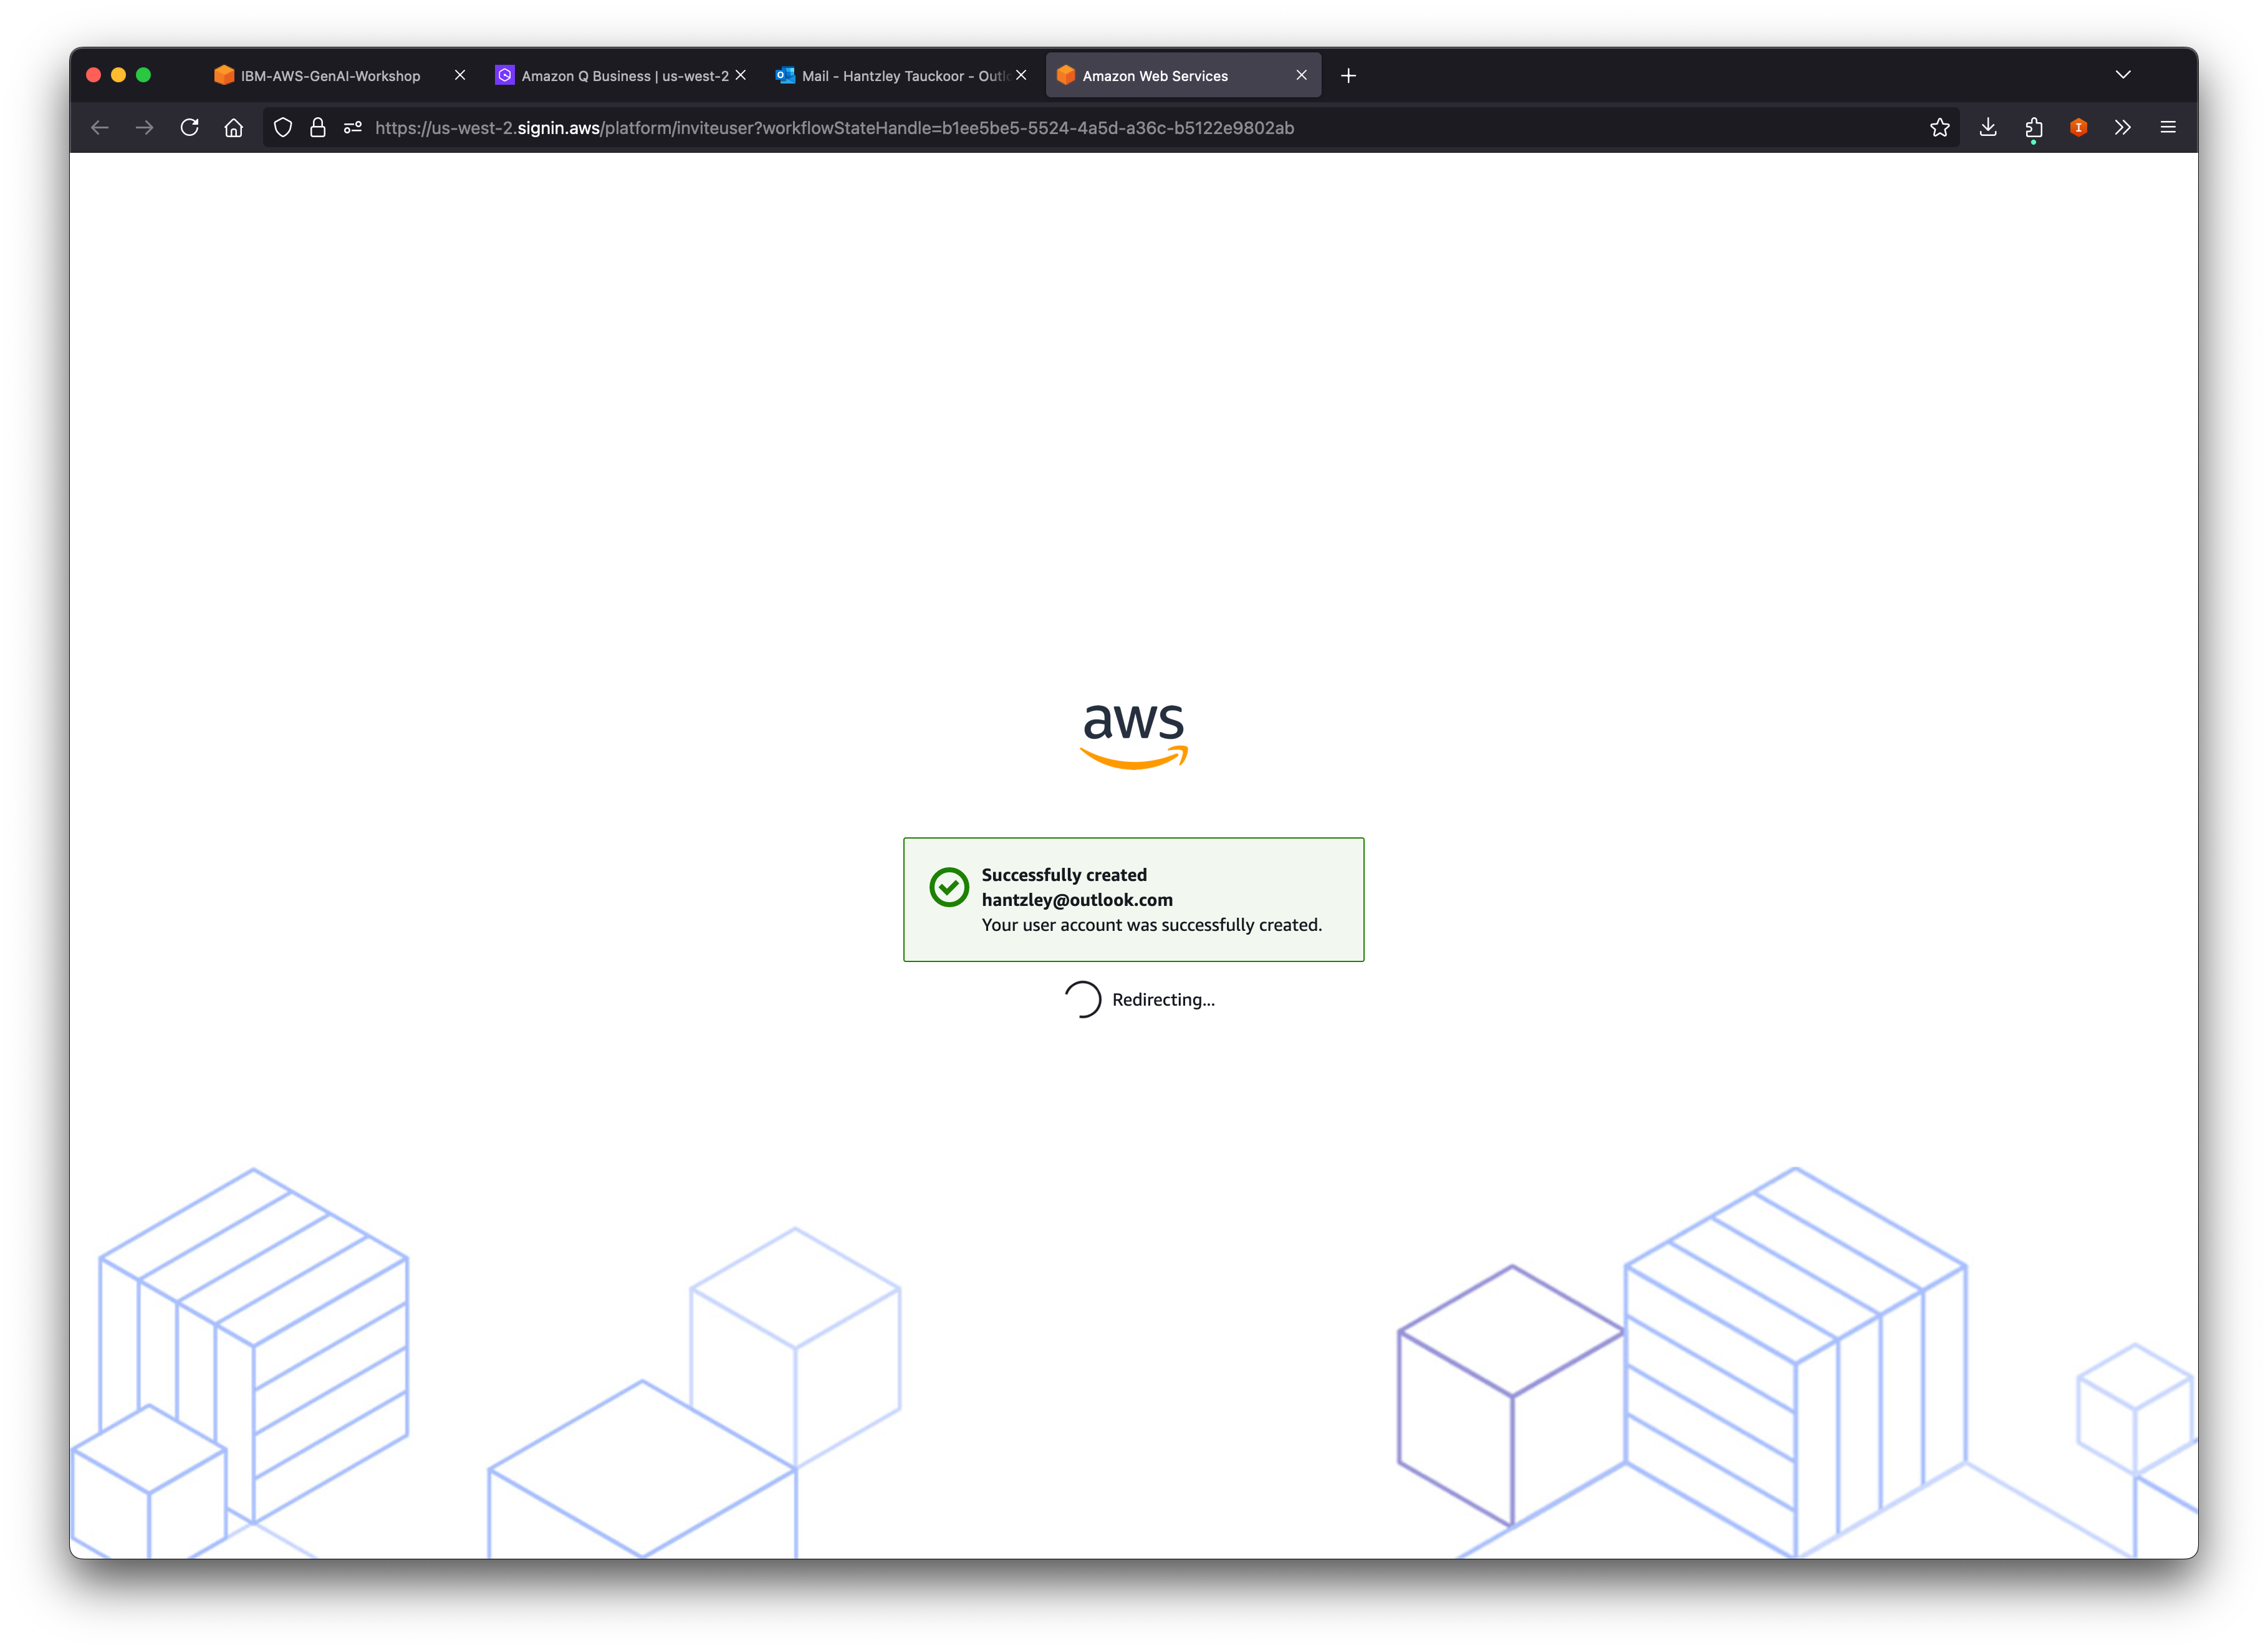 IBM-AWS-GenAI-Workshop
Amazon Q Business | us-west-2
Mail - Hantzley Tauckoor - Outlo
Amazon Web Services
https://us-west-2.signin.aws/platform/inviteuser?workflowStateHandle=b1ee5be5-5524-4a5d-a36c-b5122e9802ab
aws
Successfully created
hantzley@outlook.com
Your user account was successfully created.
Redirecting...